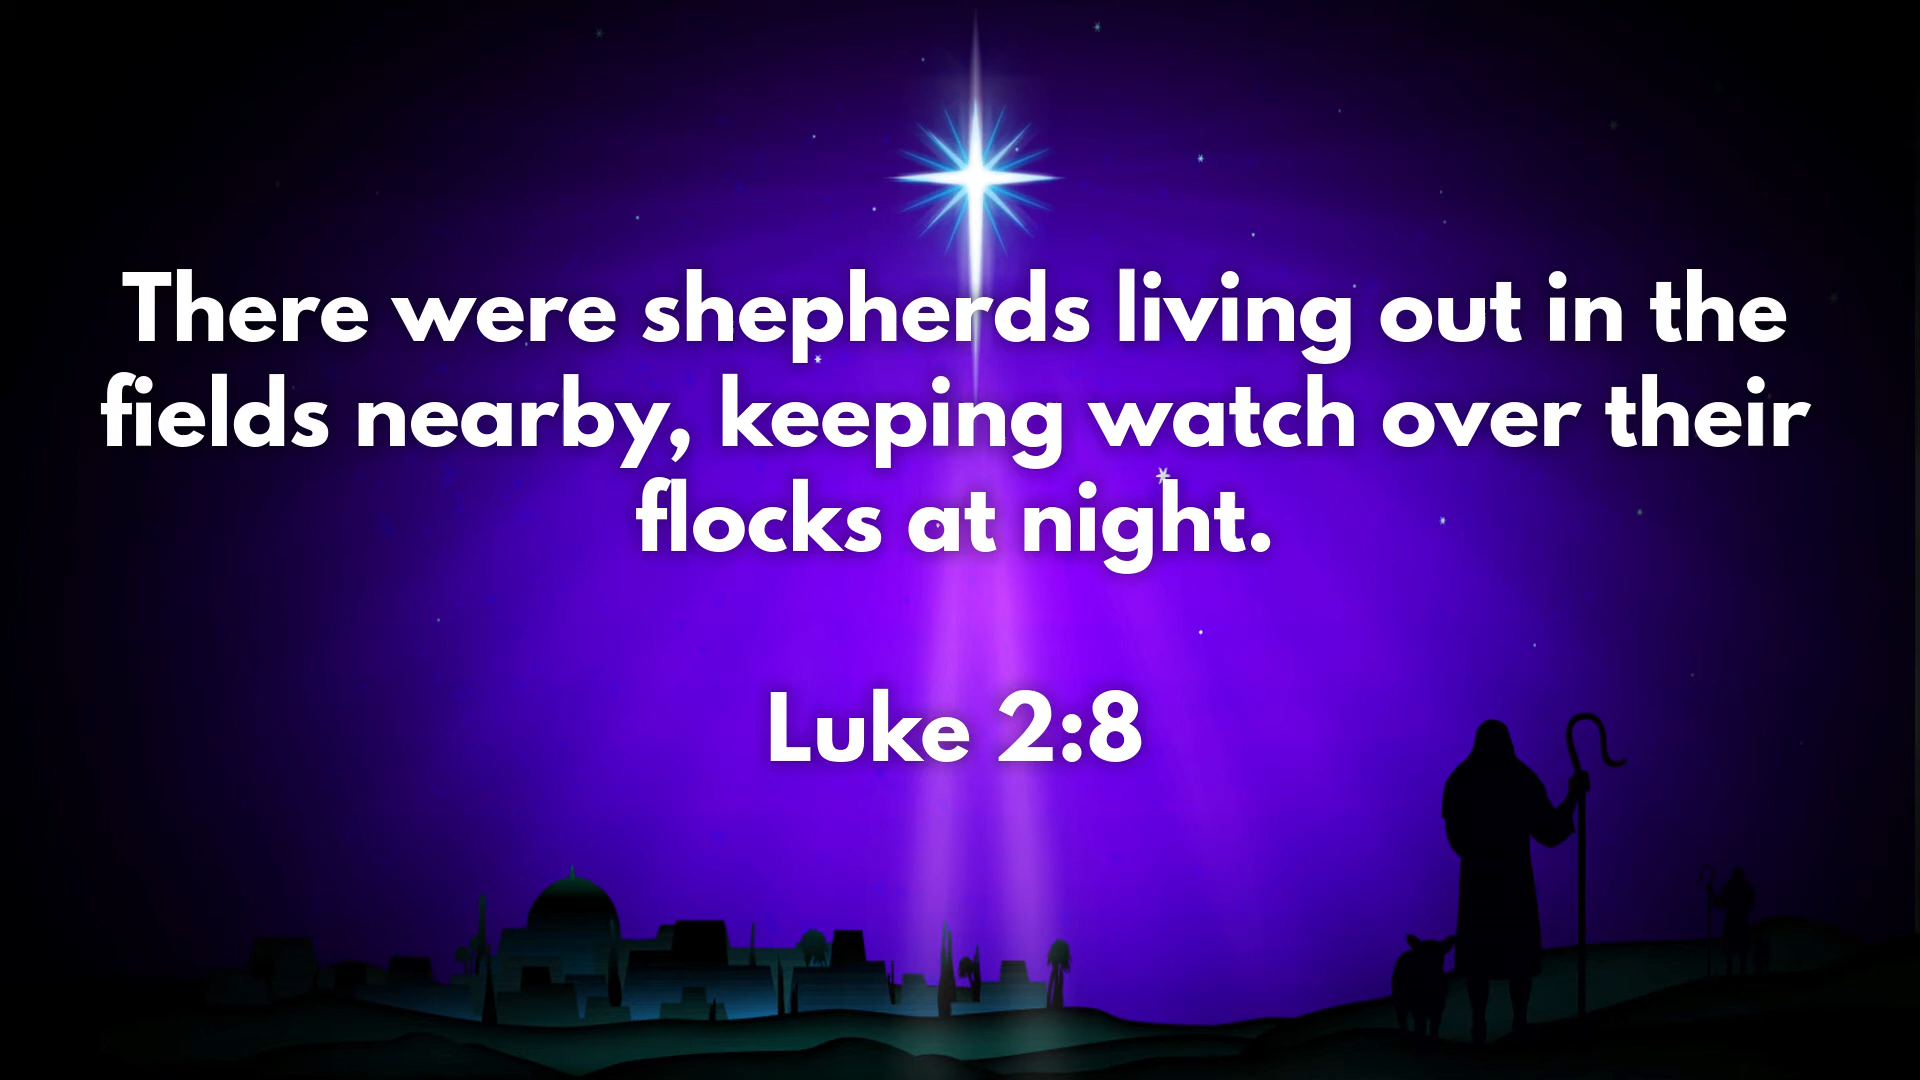 There were shepherds living out in the
fields nearby, keeping watch over their
flocks at night.
Luke 2:8